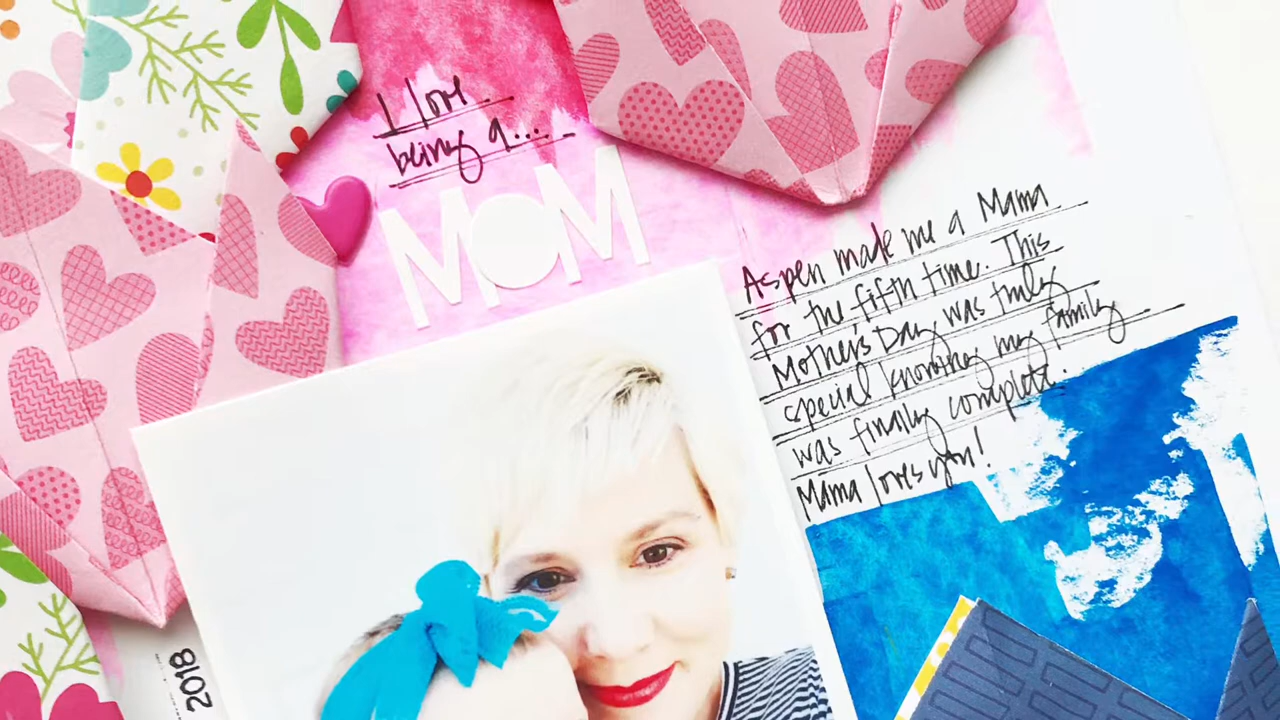 I love
being a...
MOM
Aspen made me a Mama
for the fifth time. This
Mother's Day was truly
special knowing my family
was finally complete.
Mama loves you!
2018